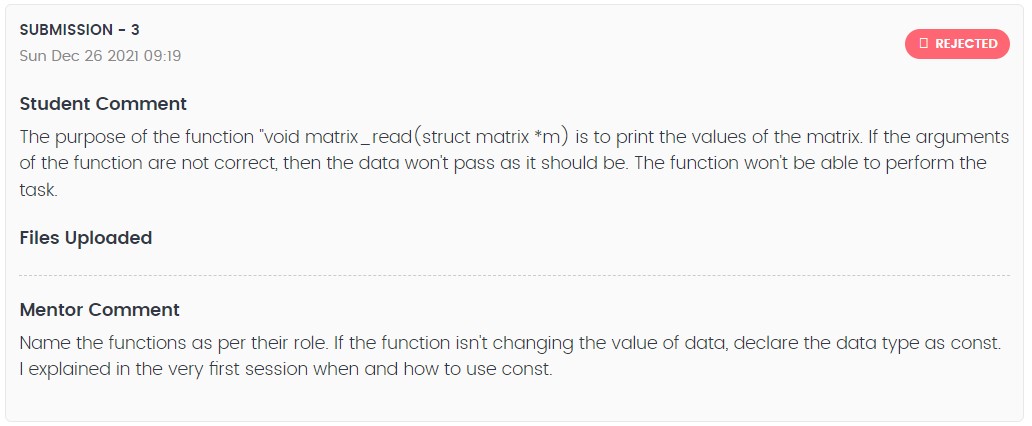 SUBMISSION - 3
Sun Dec 26 2021 09:19
REJECTED
Student Comment
The purpose of the function "void matrix_read(struct matrix *m) is to print the values of the matrix. If the arguments
of the function are not correct, then the data won't pass as it should be. The function won't be able to perform the
task.
Files Uploaded
Mentor Comment
Name the functions as per their role. If the function isn't changing the value of data, declare the data type as const.
I explained in the very first session when and how to use const.